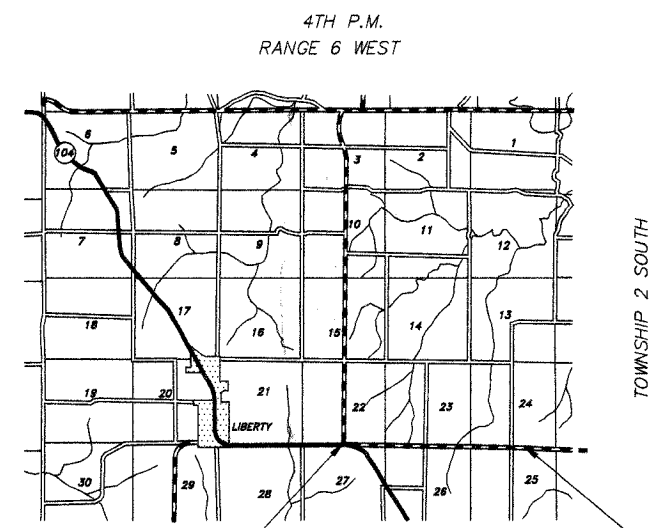 4TH P.M.
RANGE 6 WEST
6 5 4 3 2 1
104
7 8 9 10 11 12
TOWNSHIP 2 SOUTH
18 17 16 15 14 13
19 20 21 22 23 24
LIBERTY
30 29 28 27 26 25